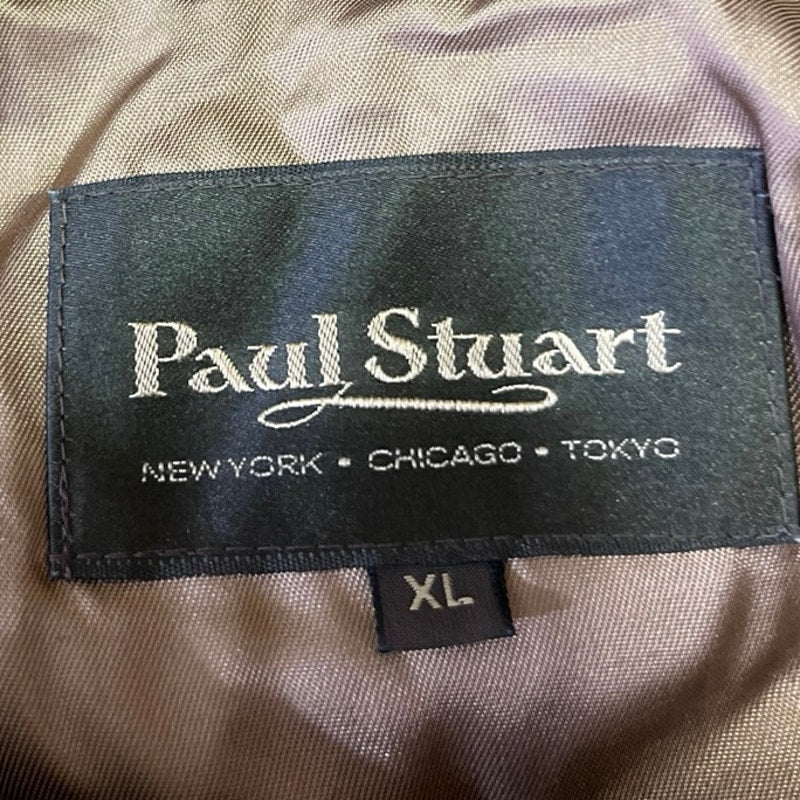 Paul Stuart
NEW YORK • CHICAGO • TOKYO
XL